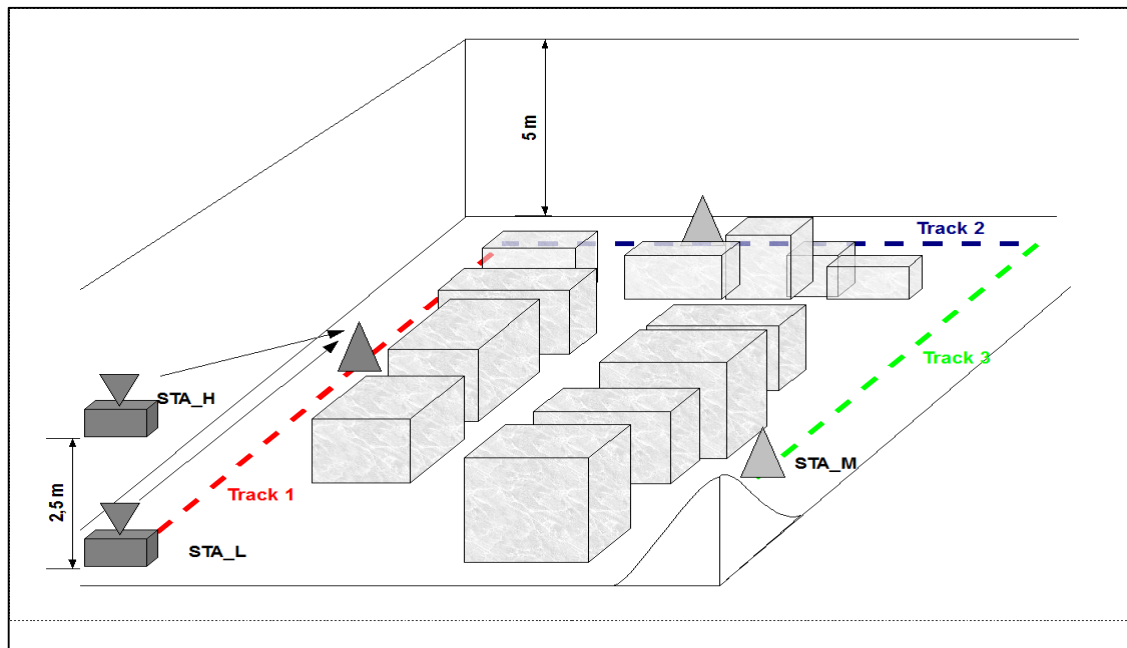 5 m
Track 2
Track 3
STA_H
STA_M
Track 1
2,5 m
STA_L